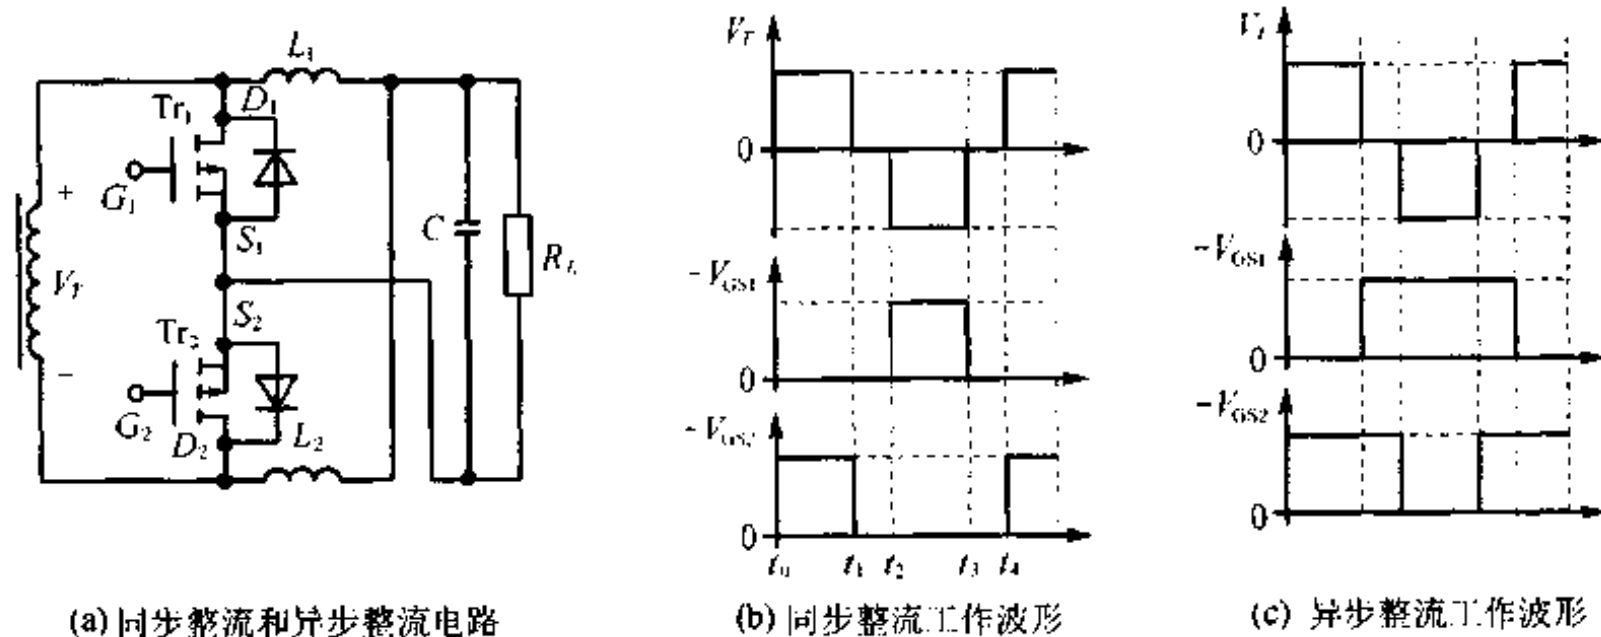 L₁
Tr₁
D₁
G₁
S₁
+
V_T
−
C
R_L
S₂
Tr₂
G₂
D₂
L₂
(a) 同步整流和异步整流电路
V_T
0
-V_GS1
0
-V_GS2
0
t₀ t₁ t₂ t₃ t₄
(b) 同步整流工作波形
0
-V_GS1
0
-V_GS2
0
(c) 异步整流工作波形